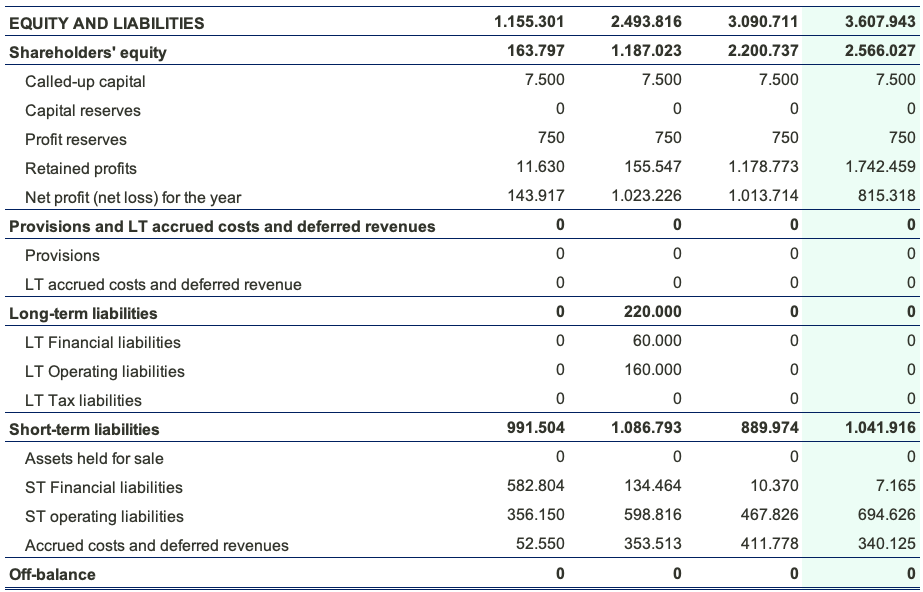 EQUITY AND LIABILITIES 1.155.301 2.493.816 3.090.711 3.607.943
Shareholders' equity 163.797 1.187.023 2.200.737 2.566.027
Called-up capital 7.500 7.500 7.500 7.500
Capital reserves 0 0 0 0
Profit reserves 750 750 750 750
Retained profits 11.630 155.547 1.178.773 1.742.459
Net profit (net loss) for the year 143.917 1.023.226 1.013.714 815.318
Provisions and LT accrued costs and deferred revenues 0 0 0 0
Provisions 0 0 0 0
LT accrued costs and deferred revenue 0 0 0 0
Long-term liabilities 0 220.000 0 0
LT Financial liabilities 0 60.000 0 0
LT Operating liabilities 0 160.000 0 0
LT Tax liabilities 0 0 0 0
Short-term liabilities 991.504 1.086.793 889.974 1.041.916
Assets held for sale 0 0 0 0
ST Financial liabilities 582.804 134.464 10.370 7.165
ST operating liabilities 356.150 598.816 467.826 694.626
Accrued costs and deferred revenues 52.550 353.513 411.778 340.125
Off-balance 0 0 0 0